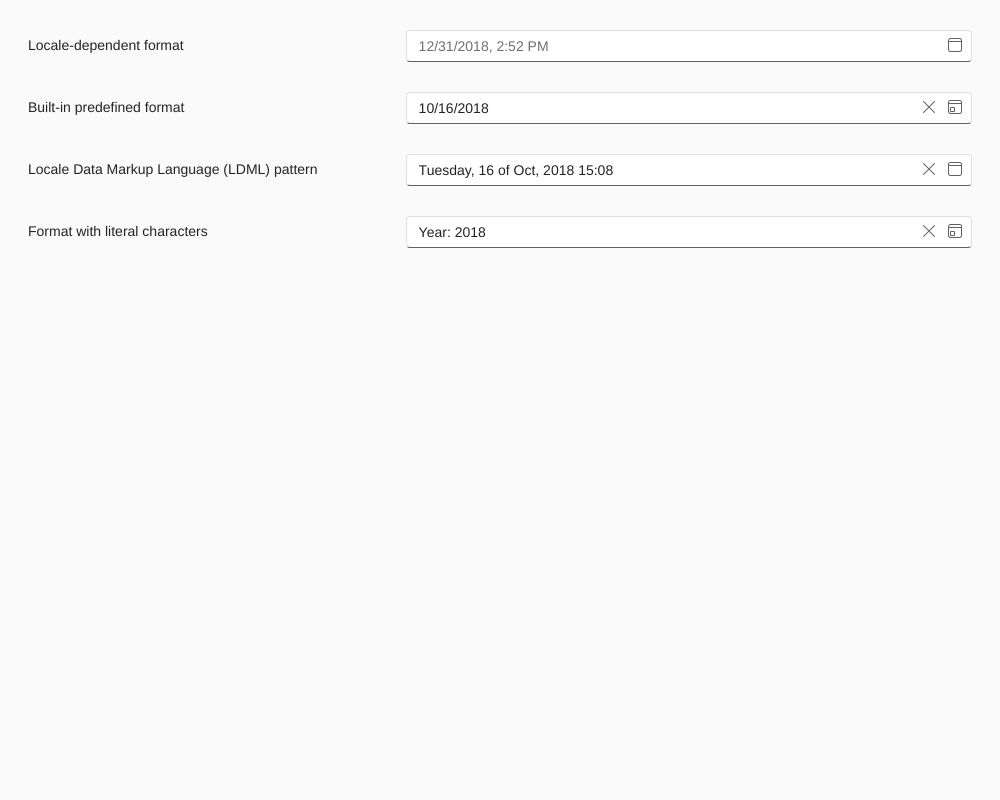 Locale-dependent format
12/31/2018, 2:52 PM
Built-in predefined format
10/16/2018
Locale Data Markup Language (LDML) pattern
Tuesday, 16 of Oct, 2018 15:08
Format with literal characters
Year: 2018